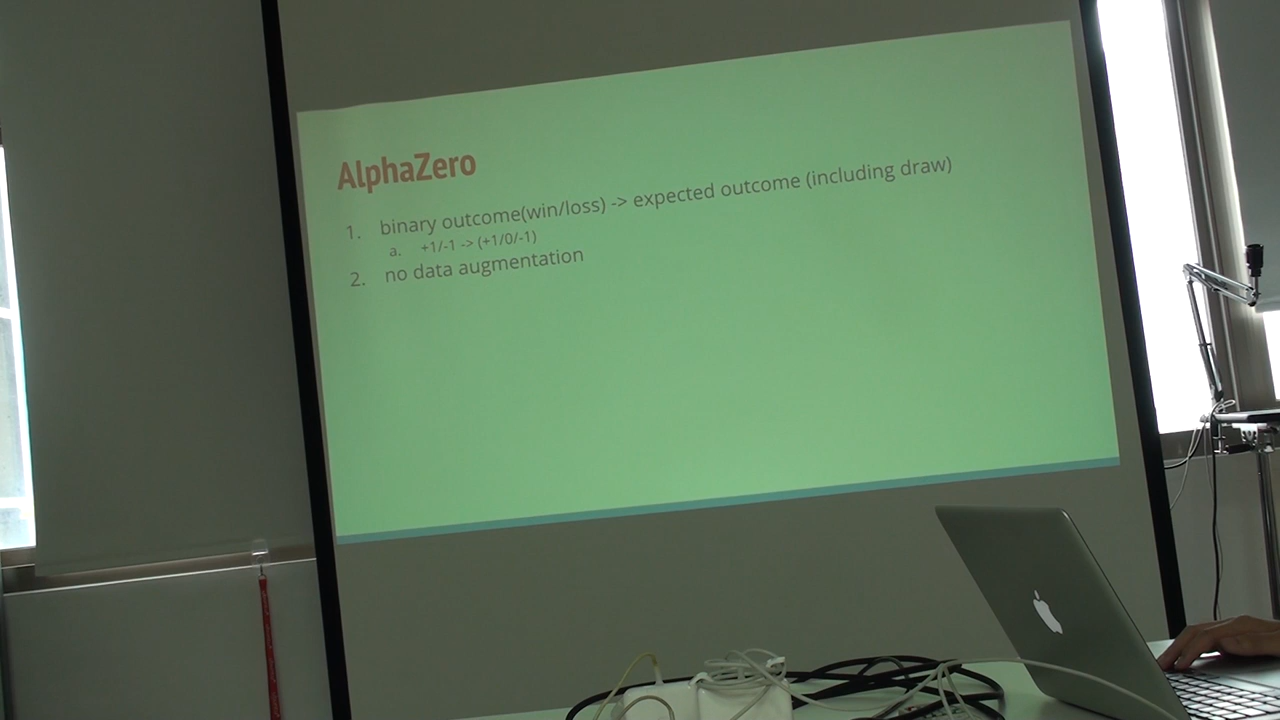 AlphaZero
1. binary outcome(win/loss) -> expected outcome (including draw)
a. +1/-1 -> (+1/0/-1)
2. no data augmentation